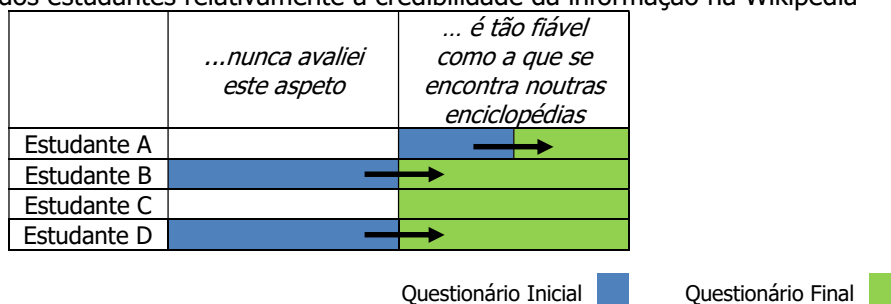 dos estudantes relativamente à credibilidade da informação na Wikipédia
...nunca avaliei
este aspeto
... é tão fiável
como a que se
encontra noutras
enciclopédias
Estudante A
Estudante B
Estudante C
Estudante D
Questionário Inicial
Questionário Final